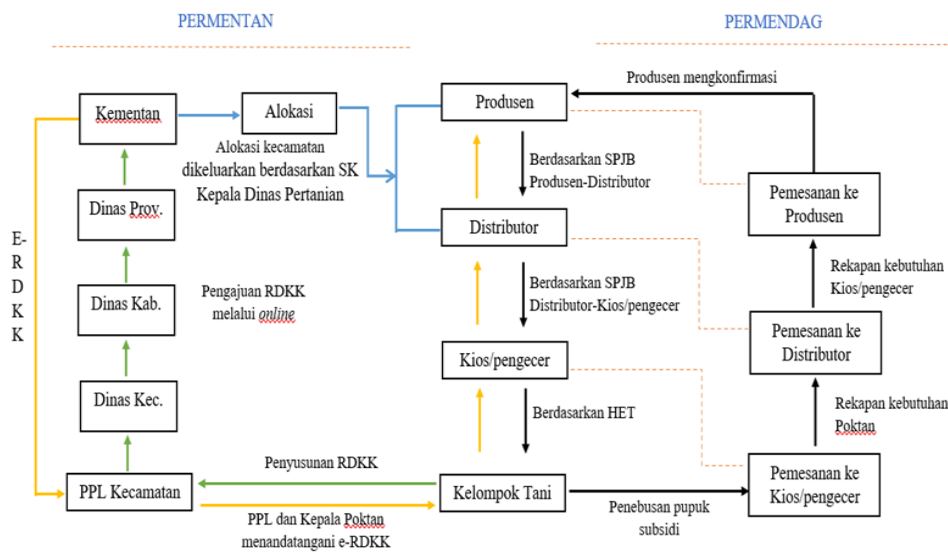 PERMENTAN
PERMENDAG
Produsen mengkonfirmasi
Kementan
Alokasi
Produsen
Alokasi kecamatan
dikeluarkan berdasarkan SK
Kepala Dinas Pertanian
Berdasarkan SPJB
Produsen-Distributor
Pemesanan ke
Produsen
Dinas Prov.
Distributor
E-
R
D
K
K
Rekapan kebutuhan
Kios/pengecer
Dinas Kab.
Pengajuan RDKK
melalui online
Berdasarkan SPJB
Distributor-Kios/pengecer
Pemesanan ke
Distributor
Kios/pengecer
Dinas Kec.
Berdasarkan HET
Rekapan kebutuhan
Poktan
Penyusunan RDKK
PPL Kecamatan
Kelompok Tani
Pemesanan ke
Kios/pengecer
PPL dan Kepala Poktan
menandatangani e-RDKK
Penebusan pupuk
subsidi